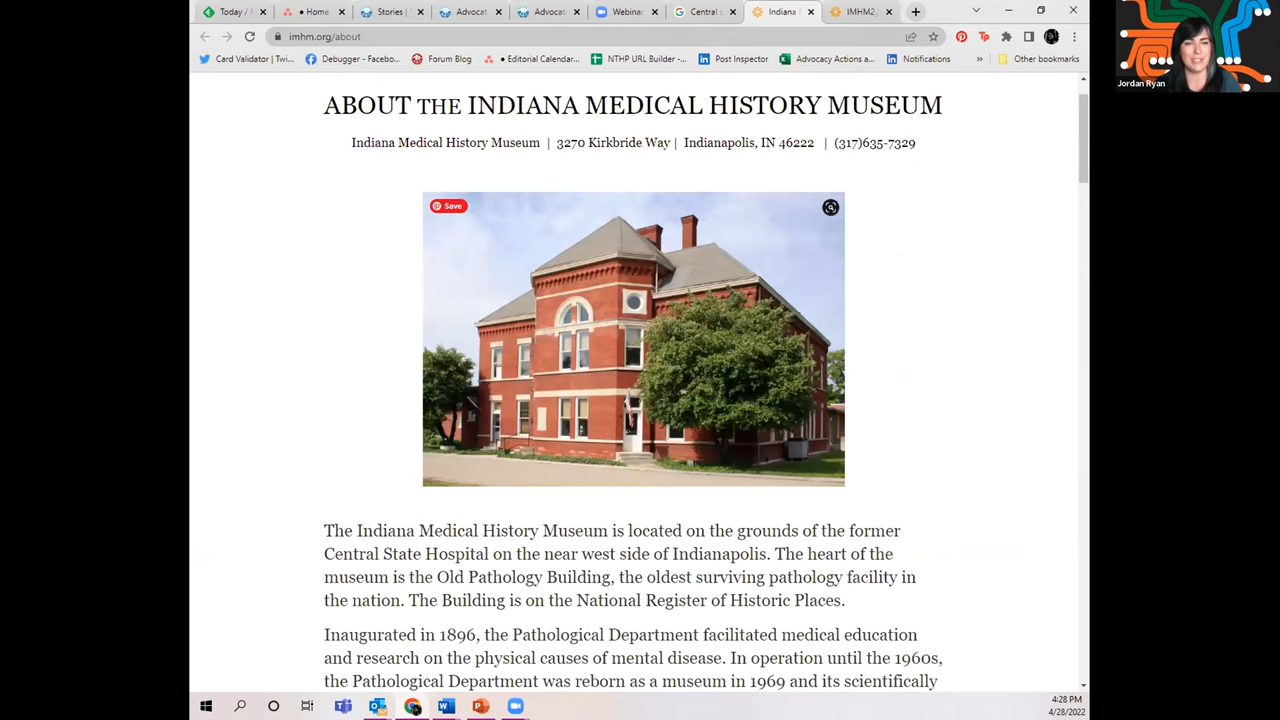 Today /
Home
Stories |
Advocat
Advocat
Webinar
Central a
Indiana
IMHM2
imhm.org/about
Card Validator | Twi...
Debugger - Facebo...
Forum Blog
Editorial Calendar...
NTHP URL Builder -...
Post Inspector
Advocacy Actions a...
Notifications
»
Other bookmarks
Jordan Ryan
ABOUT THE INDIANA MEDICAL HISTORY MUSEUM
Indiana Medical History Museum | 3270 Kirkbride Way | Indianapolis, IN 46222 | (317)635-7329
Save
The Indiana Medical History Museum is located on the grounds of the former
Central State Hospital on the near west side of Indianapolis. The heart of the
museum is the Old Pathology Building, the oldest surviving pathology facility in
the nation. The Building is on the National Register of Historic Places.
Inaugurated in 1896, the Pathological Department facilitated medical education
and research on the physical causes of mental disease. In operation until the 1960s,
the Pathological Department was reborn as a museum in 1969 and its scientifically
4:28 PM
4/28/2022